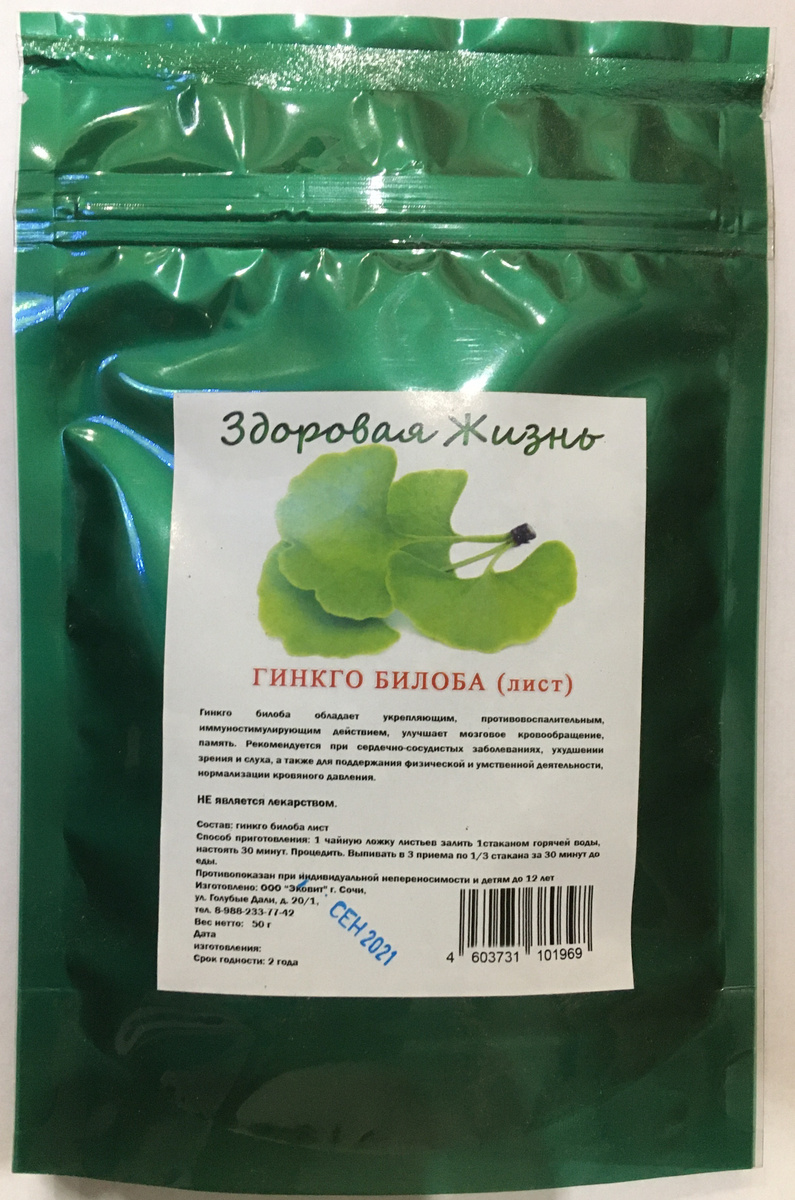 Здоровая Жизнь
ГИНКГО БИЛОБА (лист)
Гинкго билоба обладает укрепляющим, противовоспалительным,
иммуностимулирующим действием, улучшает мозговое кровообращение,
память. Рекомендуется при сердечно-сосудистых заболеваниях, ухудшении
зрения и слуха, а также для поддержания физической и умственной деятельности,
нормализации кровяного давления.
НЕ является лекарством.
Состав: гинкго билоба лист
Способ приготовления: 1 чайную ложку листьев залить 1стаканом горячей воды,
настоять 30 минут. Процедить. Выпивать в 3 приема по 1/3 стакана за 30 минут до
еды.
Противопоказан при индивидуальной непереносимости и детям до 12 лет
Изготовлено: ООО "Эковит" г. Сочи,
ул. Голубые Дали, д. 20/1,
тел. 8-988-233-77-42
Вес нетто: 50 г
Дата
изготовления:
Срок годности: 2 года
СЕН 2021
4 603731 101969